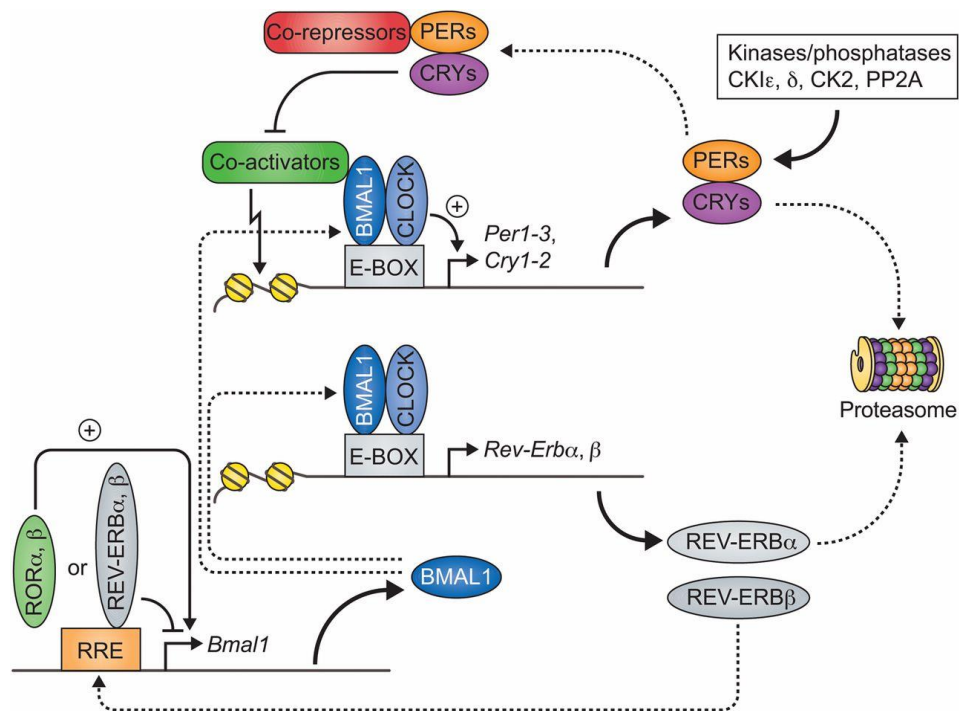 Co-repressors
PERs
CRYs
Kinases/phosphatases
CKIε, δ, CK2, PP2A
Co-activators
BMAL1
CLOCK
+
E-BOX
Per1-3,
Cry1-2
PERs
CRYs
Proteasome
BMAL1
CLOCK
E-BOX
Rev-Erbα, β
+
RORα, β
or
REV-ERBα, β
RRE
Bmal1
BMAL1
REV-ERBα
REV-ERBβ